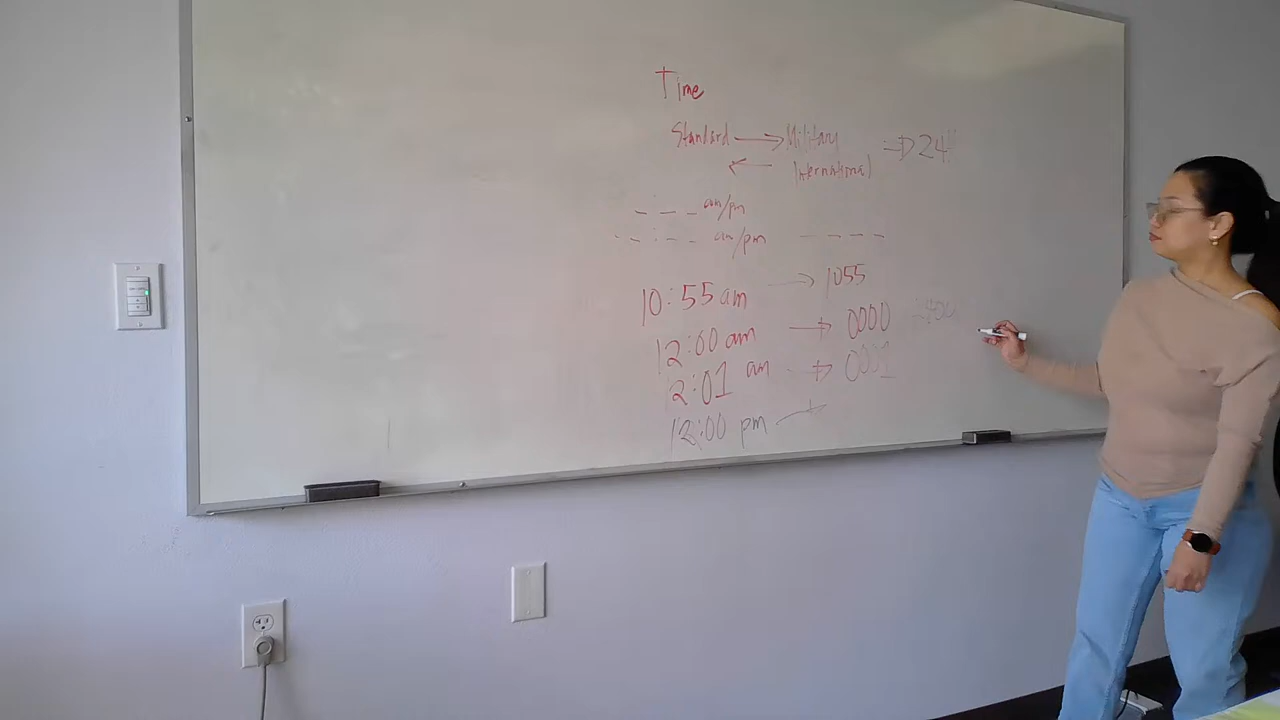 Time
Standard → Military ⇒ 24
← International
_ : _ _ am/pm
_ _ : _ _ am/pm _ _ _ _
10:55 am → 1055
12:00 am → 0000
12:01 am → 0001
12:00 pm →